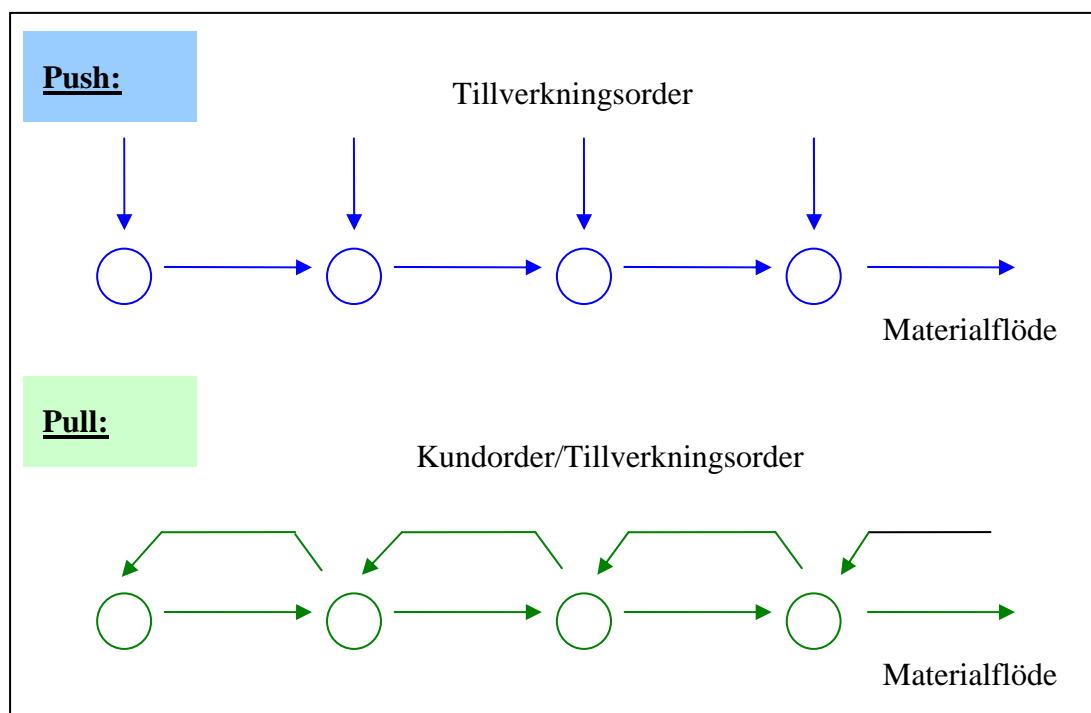 Push:
Tillverkningsorder
Materialflöde
Pull:
Kundorder/Tillverkningsorder
Materialflöde